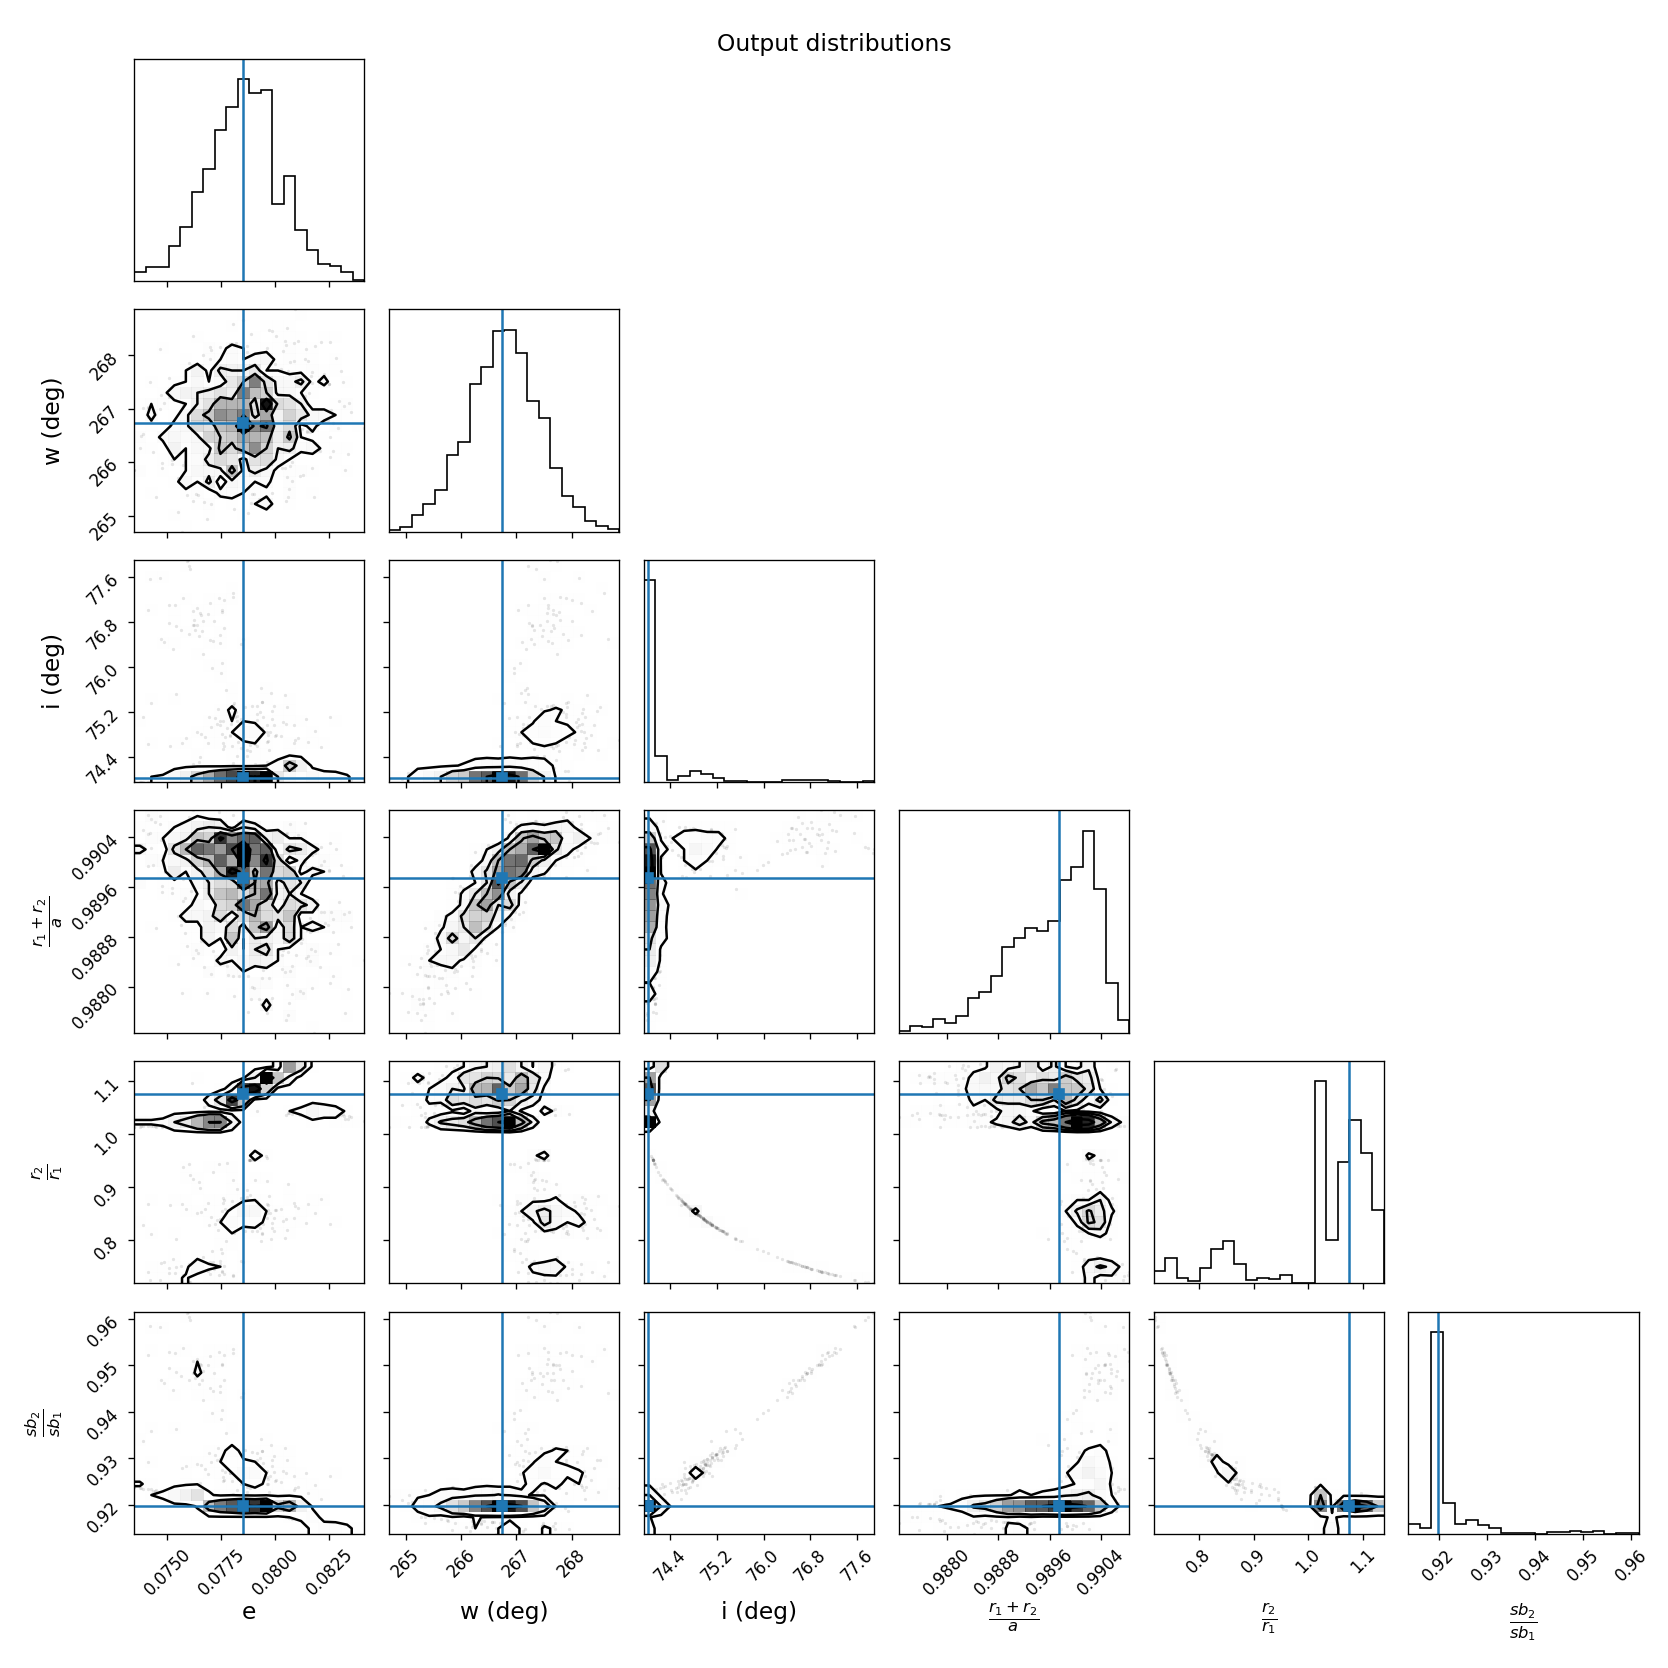 Output distributions
w (deg)
268
267
266
265
i (deg)
77.6
76.8
76.0
75.2
74.4
r₁ + r₂
a
0.9904
0.9896
0.9888
0.9880
r₂
r₁
1.1
1.0
0.9
0.8
sb₂
sb₁
0.96
0.95
0.94
0.93
0.92
0.0750 0.0775 0.0800 0.0825 265 266 267 268 74.4 75.2 76.0 76.8 77.6 0.9880 0.9888 0.9896 0.9904 0.8 0.9 1.0 1.1 0.92 0.93 0.94 0.95 0.96
e w (deg) i (deg)
r₁ + r₂
a
r₂
r₁
sb₂
sb₁